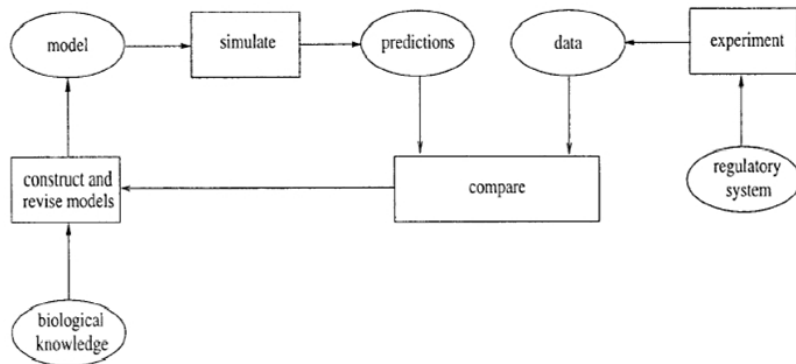 model
simulate
predictions
data
experiment
construct and
revise models
compare
regulatory
system
biological
knowledge